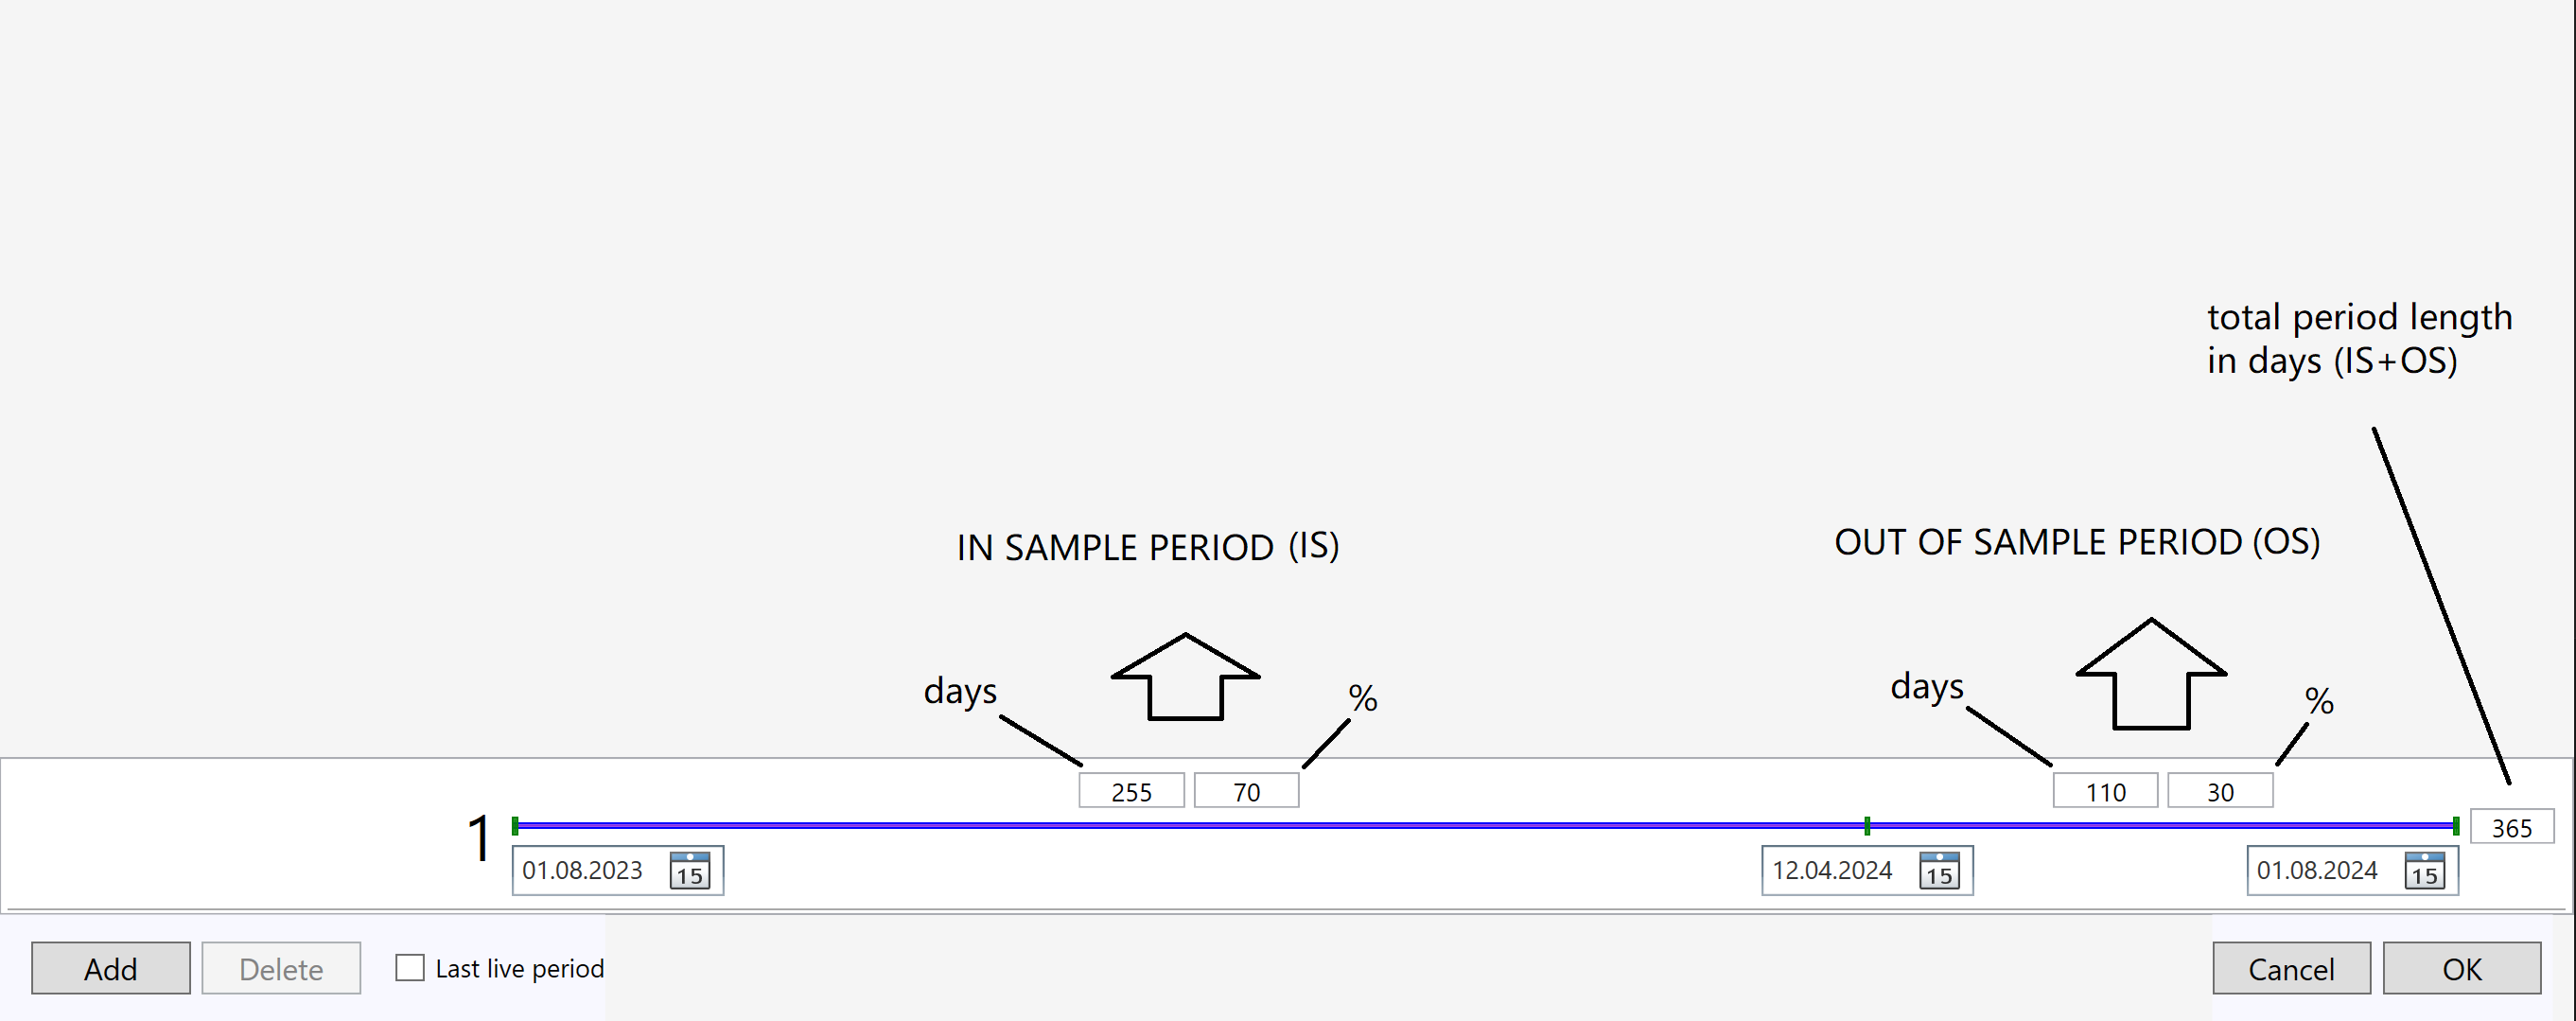 total period length
in days (IS+OS)
IN SAMPLE PERIOD (IS)
OUT OF SAMPLE PERIOD (OS)
days
%
days
%
255
70
110
30
1
365
01.08.2023
15
12.04.2024
15
01.08.2024
15
Add
Delete
Last live period
Cancel
OK